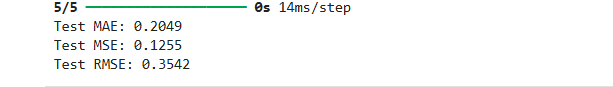 5/5 ━━━━━━━━━━━━━━━━━━━━ 0s 14ms/step
Test MAE: 0.2049
Test MSE: 0.1255
Test RMSE: 0.3542